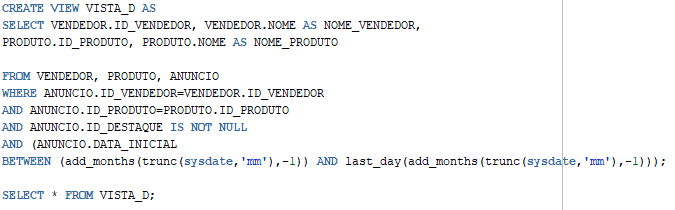 CREATE VIEW VISTA_D AS
SELECT VENDEDOR.ID_VENDEDOR, VENDEDOR.NOME AS NOME_VENDEDOR,
PRODUTO.ID_PRODUTO, PRODUTO.NOME AS NOME_PRODUTO
FROM VENDEDOR, PRODUTO, ANUNCIO
WHERE ANUNCIO.ID_VENDEDOR=VENDEDOR.ID_VENDEDOR
AND ANUNCIO.ID_PRODUTO=PRODUTO.ID_PRODUTO
AND ANUNCIO.ID_DESTAQUE IS NOT NULL
AND (ANUNCIO.DATA_INICIAL
BETWEEN (add_months(trunc(sysdate,'mm'),-1)) AND last_day(add_months(trunc(sysdate,'mm'),-1)));
SELECT * FROM VISTA_D;